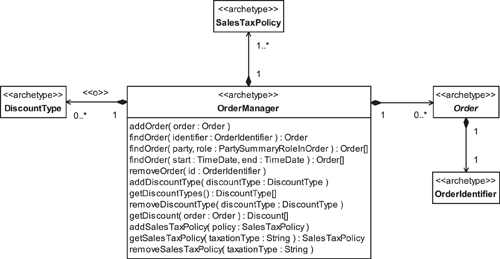 <<archetype>>
SalesTaxPolicy
1..*
1
<<archetype>>
DiscountType
<<o>>
0..*
1
<<archetype>>
OrderManager
addOrder( order : Order )
findOrder( identifier : OrderIdentifier ) : Order
findOrder( party, role : PartySummaryRoleInOrder ) : Order[]
findOrder( start : TimeDate, end : TimeDate ) : Order[]
removeOrder( id : OrderIdentifier )
addDiscountType( discountType : DiscountType )
getDiscountTypes() : DiscountType[]
removeDiscountType( discountType : DiscountType )
getDiscount( order : Order ) : Discount[]
addSalesTaxPolicy( policy : SalesTaxPolicy )
getSalesTaxPolicy( taxationType : String ) : SalesTaxPolicy
removeSalesTaxPolicy( taxationType : String )
1
0..*
<<archetype>>
Order
1
1
<<archetype>>
OrderIdentifier